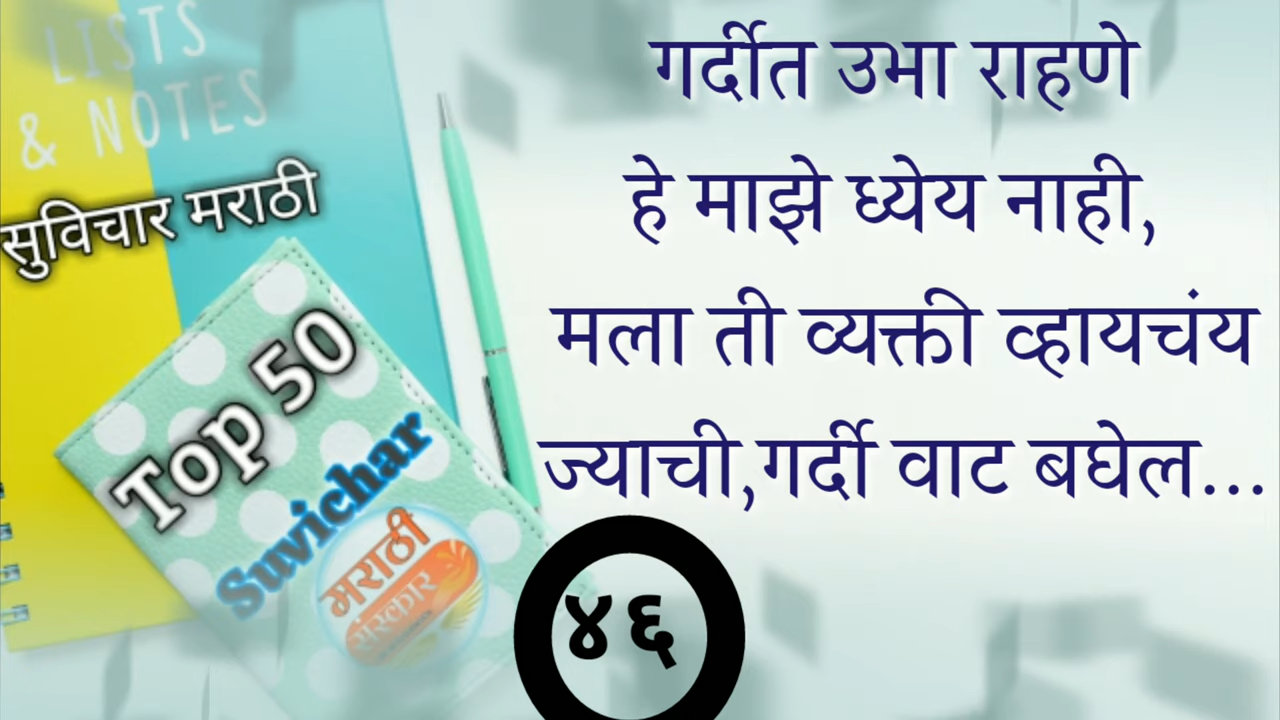 LISTS
& NOTES
सुविचार मराठी
Top 50
Suvichar
मराठी
संस्कार
गर्दीत उभा राहणे
हे माझे ध्येय नाही,
मला ती व्यक्ती व्हायचंय
ज्याची,गर्दी वाट बघेल...
४६